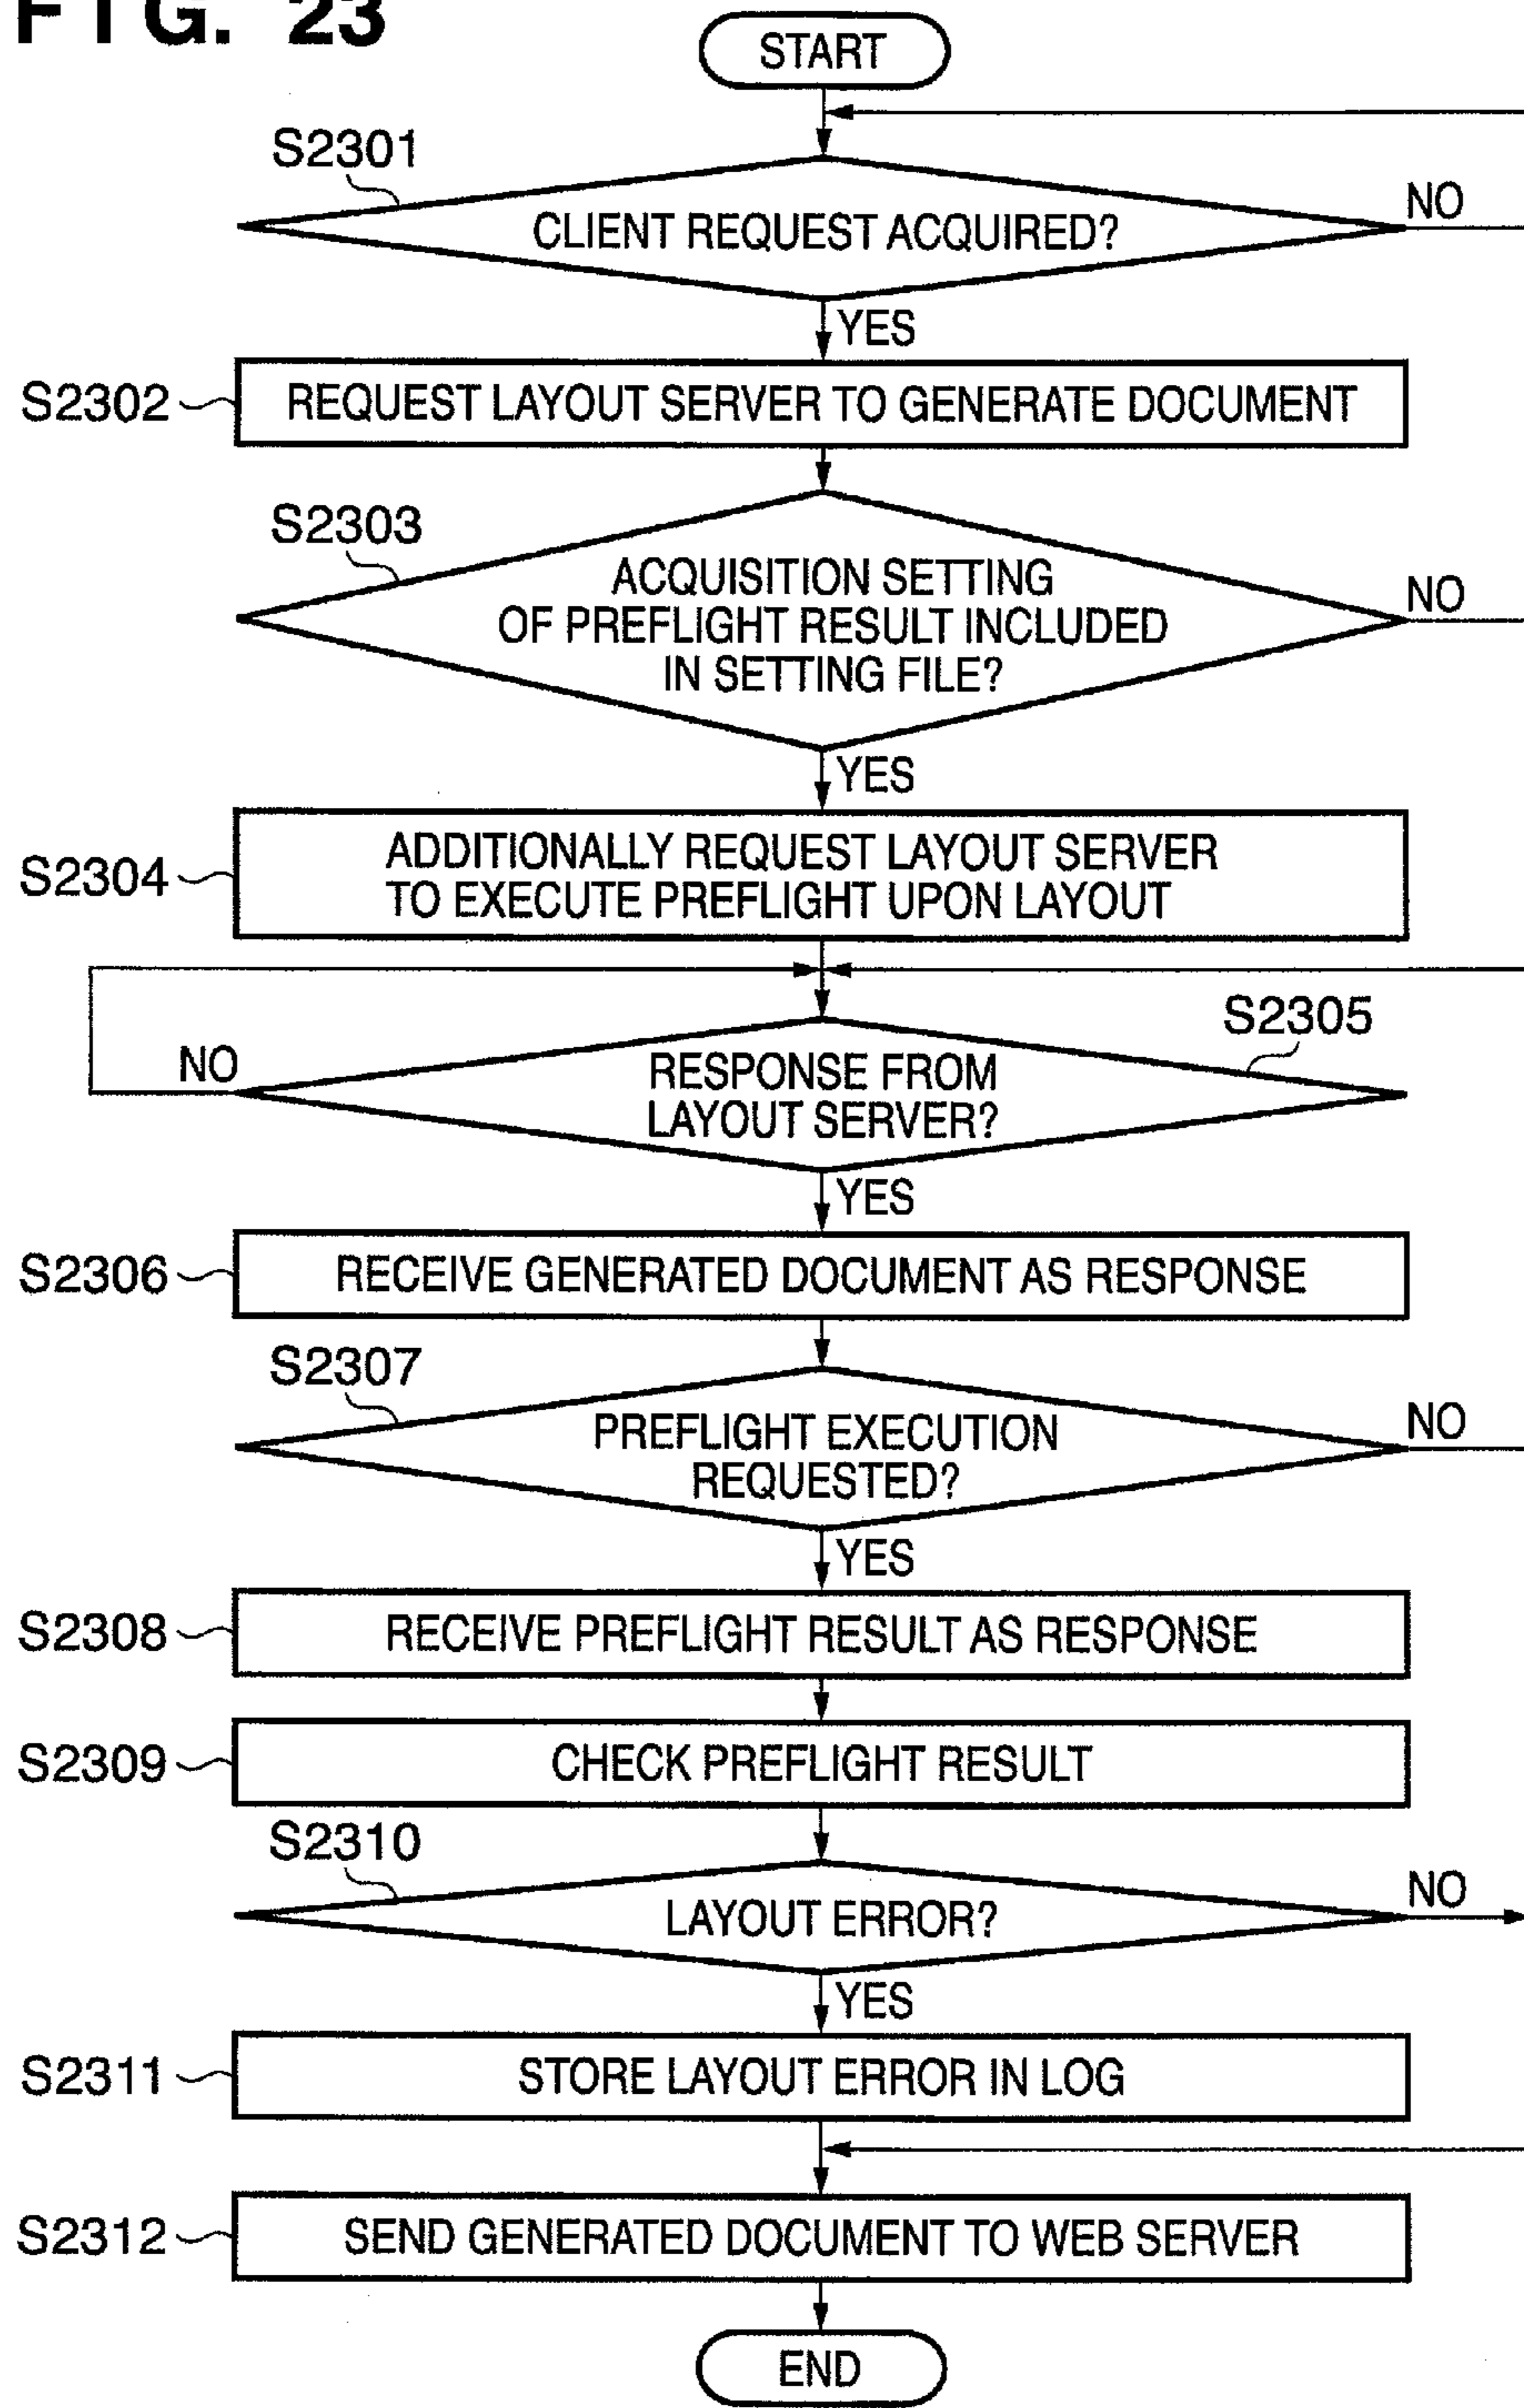 FIG. 23
START
S2301
CLIENT REQUEST ACQUIRED?
NO
YES
S2302
REQUEST LAYOUT SERVER TO GENERATE DOCUMENT
S2303
ACQUISITION SETTING
OF PREFLIGHT RESULT INCLUDED
IN SETTING FILE?
NO
YES
S2304
ADDITIONALLY REQUEST LAYOUT SERVER
TO EXECUTE PREFLIGHT UPON LAYOUT
S2305
NO
RESPONSE FROM
LAYOUT SERVER?
YES
S2306
RECEIVE GENERATED DOCUMENT AS RESPONSE
S2307
PREFLIGHT EXECUTION
REQUESTED?
NO
YES
S2308
RECEIVE PREFLIGHT RESULT AS RESPONSE
S2309
CHECK PREFLIGHT RESULT
S2310
LAYOUT ERROR?
NO
YES
S2311
STORE LAYOUT ERROR IN LOG
S2312
SEND GENERATED DOCUMENT TO WEB SERVER
END